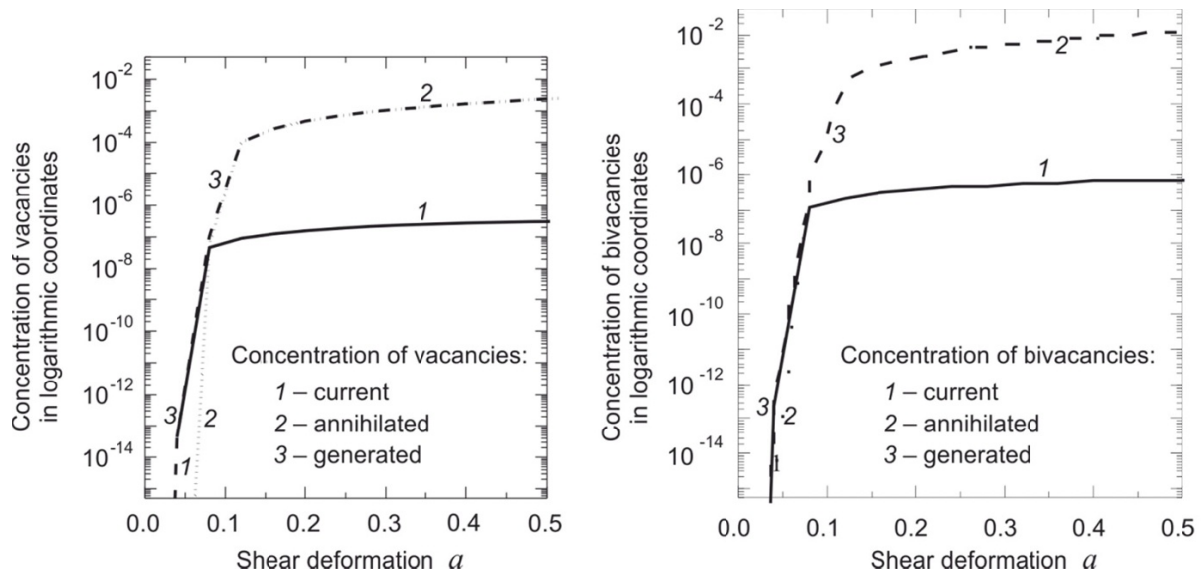 Concentration of vacancies
in logarithmic coordinates
10-2
10-4
10-6
10-8
10-10
10-12
10-14
2
3
1
3
2
1
Concentration of vacancies:
1 – current
2 – annihilated
3 – generated
0.0 0.1 0.2 0.3 0.4 0.5
Shear deformation a
Concentration of bivacancies
in logarithmic coordinates
10-2
10-4
10-6
10-8
10-10
10-12
10-14
2
3
1
3
2
1
Concentration of bivacancies:
1 – current
2 – annihilated
3 – generated
0.0 0.1 0.2 0.3 0.4 0.5
Shear deformation a